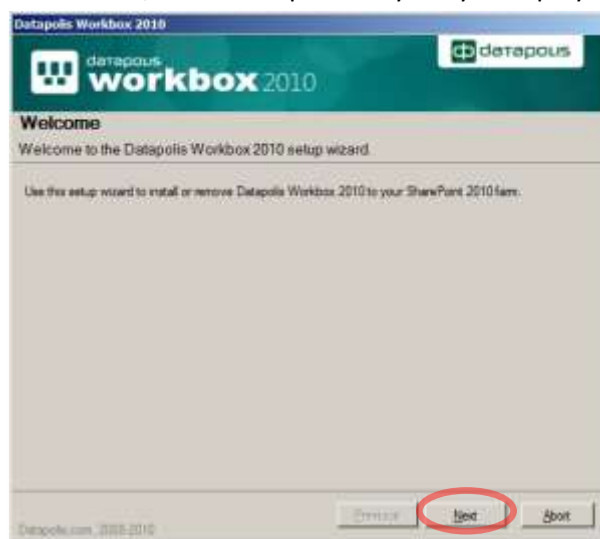 Datapolis Workbox 2010
datapolis
workbox 2010
datapolis
Welcome
Welcome to the Datapolis Workbox 2010 setup wizard.
Use this setup wizard to install or remove Datapolis Workbox 2010 to your SharePoint 2010 farm.
Previous
Next
Abort
Datapolis.com, 2008-2010